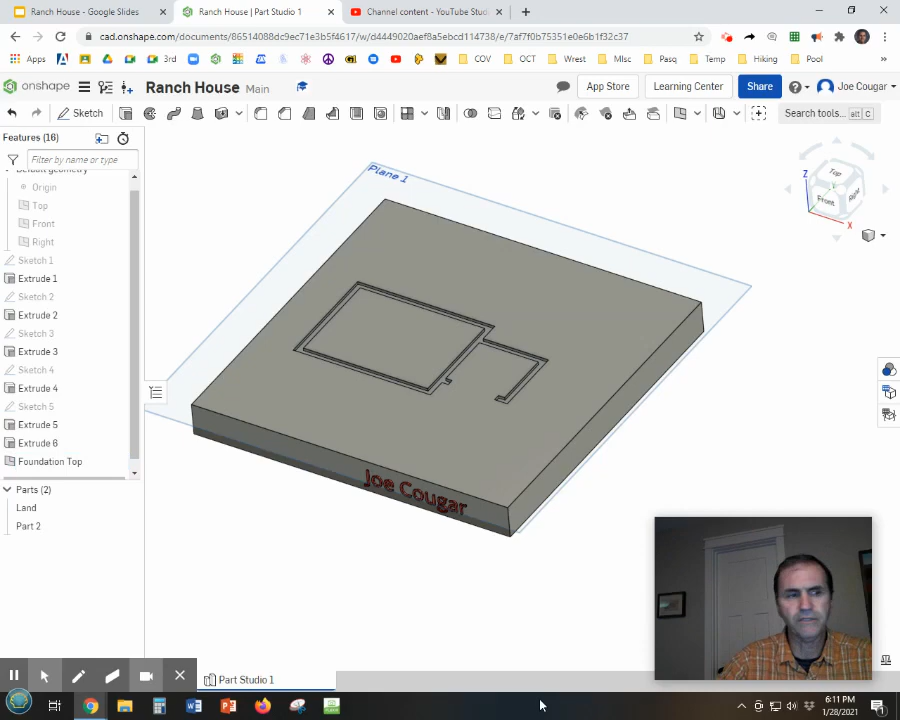 Ranch House - Google Slides
Ranch House | Part Studio 1
Channel content - YouTube Stud
cad.onshape.com/documents/86514088dc9ec71e3b5f4617/w/d4449020aef8a5ebcd114738/e/7af7f0b75351e0e6b1f32c37
Apps
3rd
COV
OCT
Wrest
MIsc
Pasq
Temp
Hiking
Pool
onshape
Ranch House Main
App Store
Learning Center
Share
Joe Cougar
Sketch
Search tools...
alt
C
Features (16)
Filter by name or type
Default geometry
Origin
Top
Front
Right
Sketch 1
Extrude 1
Sketch 2
Extrude 2
Sketch 3
Extrude 3
Sketch 4
Extrude 4
Sketch 5
Extrude 5
Extrude 6
Foundation Top
Parts (2)
Land
Part 2
Plane 1
Joe Cougar
Z
Top
Front
Right
X
Part Studio 1
6:11 PM
1/28/2021